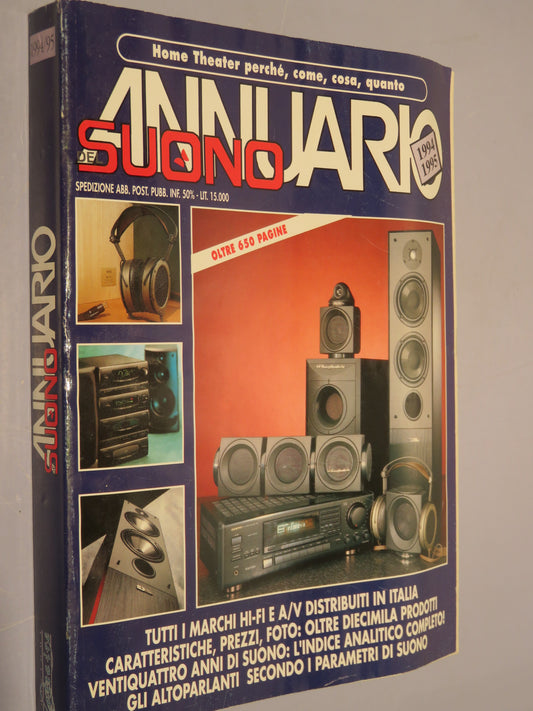 1994/95
ANNUARIO
SUONO
Home Theater perché, come, cosa, quanto
ANNUARIO
DE
SUONO
1994
1995
SPEDIZIONE ABB. POST. PUBB. INF. 50% - LIT. 15.000
OLTRE 650 PAGINE
TUTTI I MARCHI HI-FI E A/V DISTRIBUITI IN ITALIA
CARATTERISTICHE, PREZZI, FOTO: OLTRE DIECIMILA PRODOTTI
VENTIQUATTRO ANNI DI SUONO: L'INDICE ANALITICO COMPLETO!
GLI ALTOPARLANTI SECONDO I PARAMETRI DI SUONO